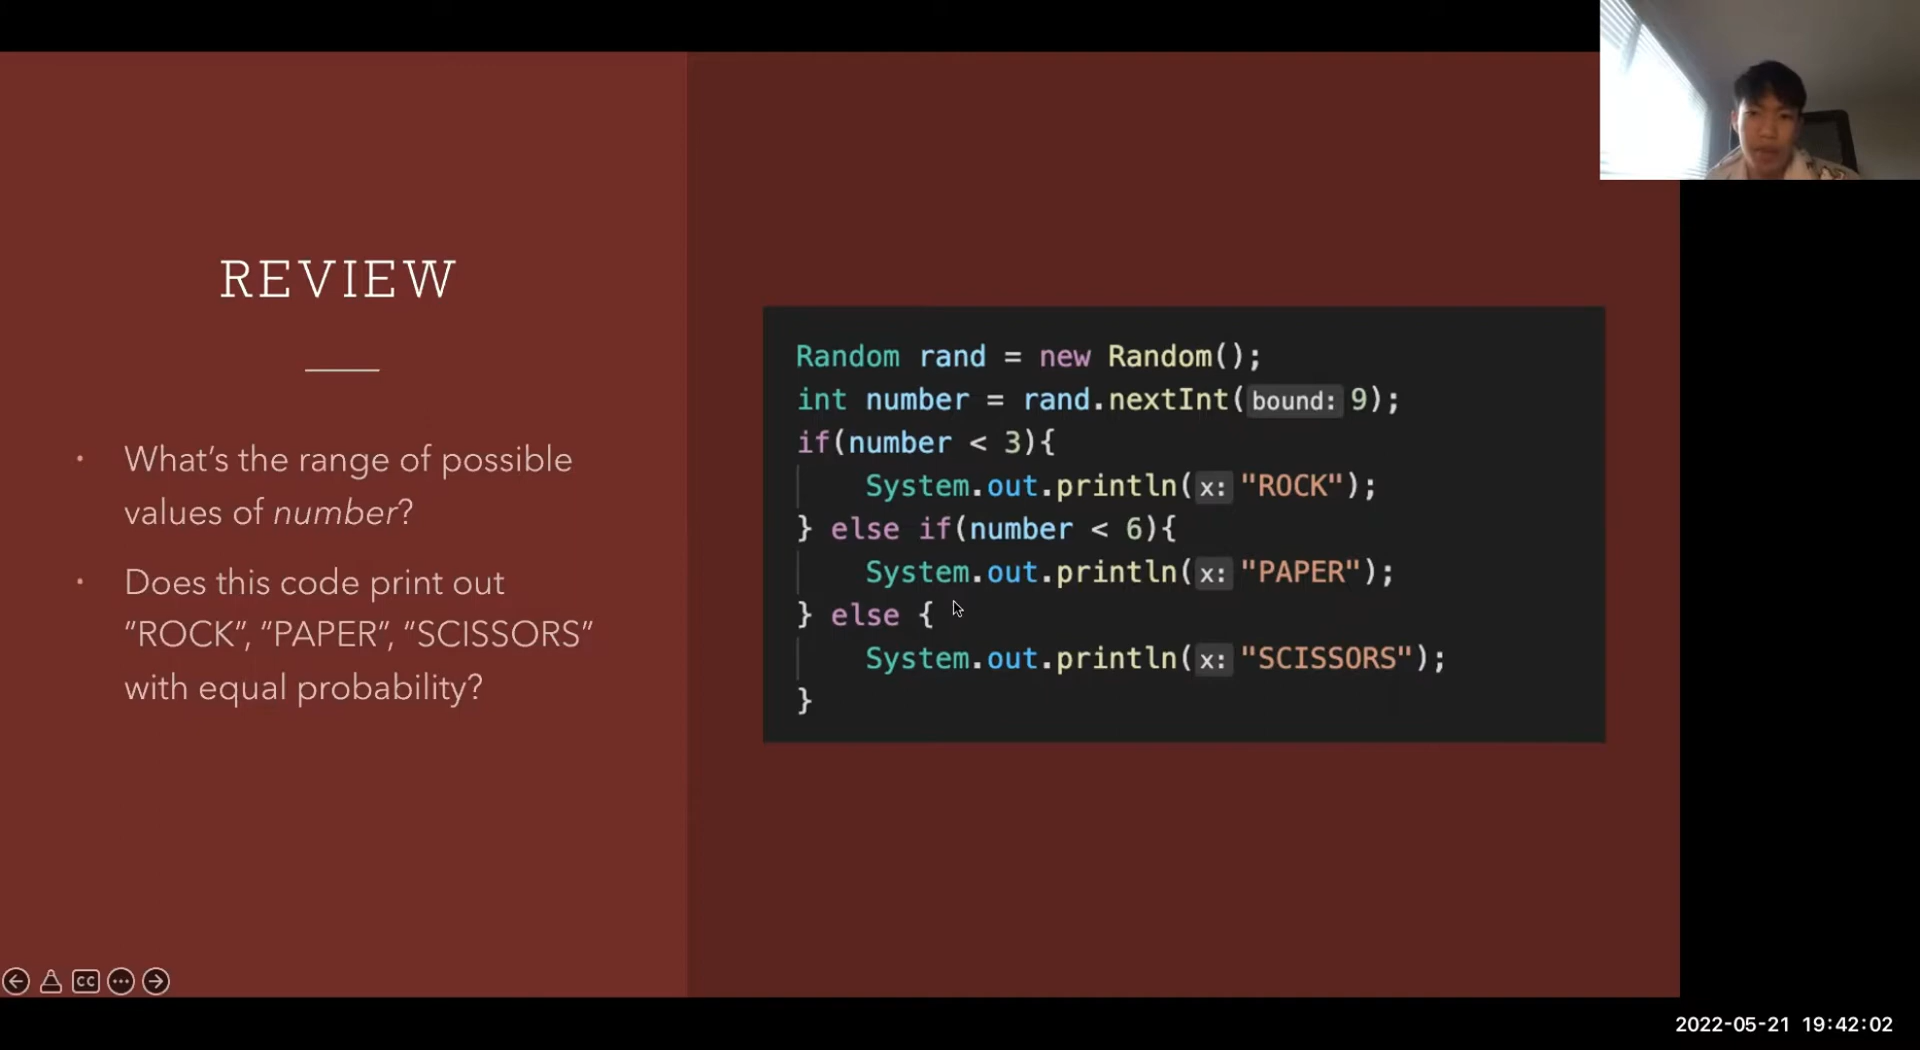 REVIEW
• What’s the range of possible
values of number?
• Does this code print out
“ROCK”, “PAPER”, “SCISSORS”
with equal probability?
Random rand = new Random();
int number = rand.nextInt(bound: 9);
if(number < 3){
System.out.println(x: "ROCK");
} else if(number < 6){
System.out.println(x: "PAPER");
} else {
System.out.println(x: "SCISSORS");
}
CC
2022-05-21 19:42:02